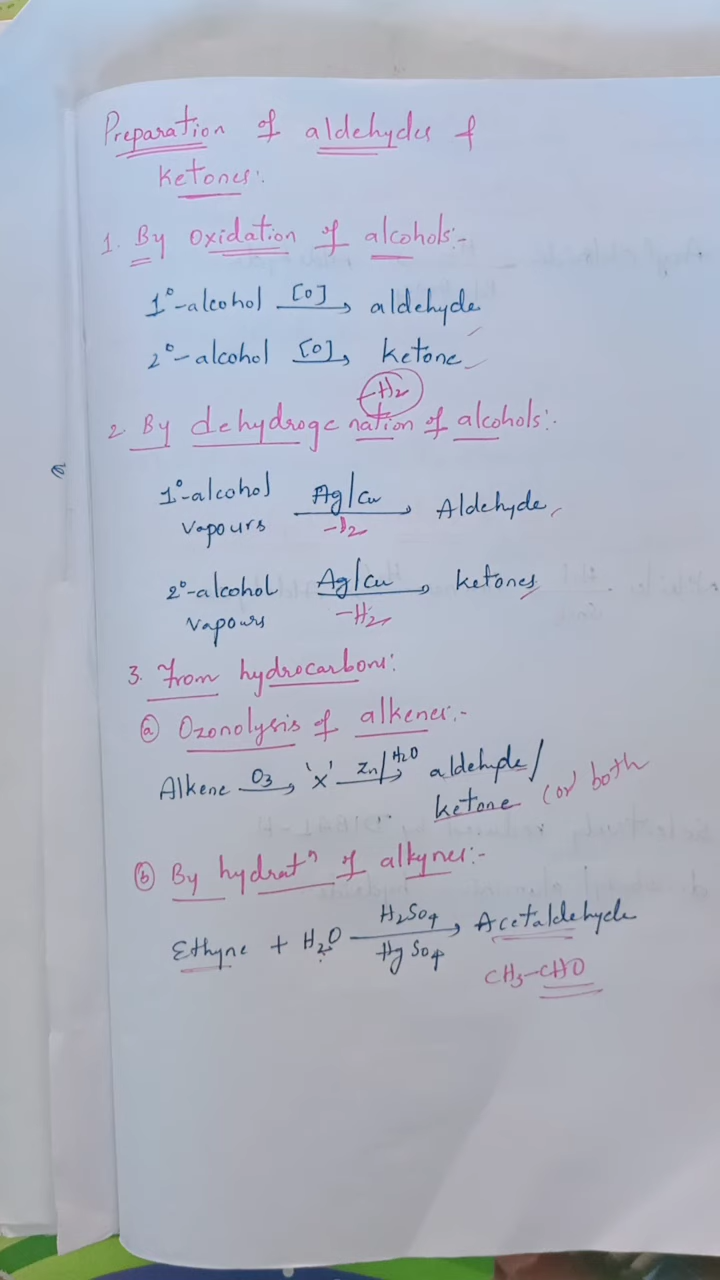 Preparation of aldehydes &
Ketones:
1. By Oxidation of alcohols:-
1°-alcohol [O]→ aldehyde
2°-alcohol [O]→ ketone
-H2
2. By dehydrogenation of alcohols:-
1°-alcohol vapours Ag/Cu→ -H2 Aldehyde
2°-alcohol vapours Ag/Cu→ -H2 ketones
3. From hydrocarbons:
(a) Ozonolysis of alkenes:-
Alkene O3→ 'X' Zn/H2O→ aldehyde/
ketone (or) both
(b) By hydratn of alkynes:-
Ethyne + H2O H2SO4→ HgSO4 Acetaldehyde
CH3-CHO